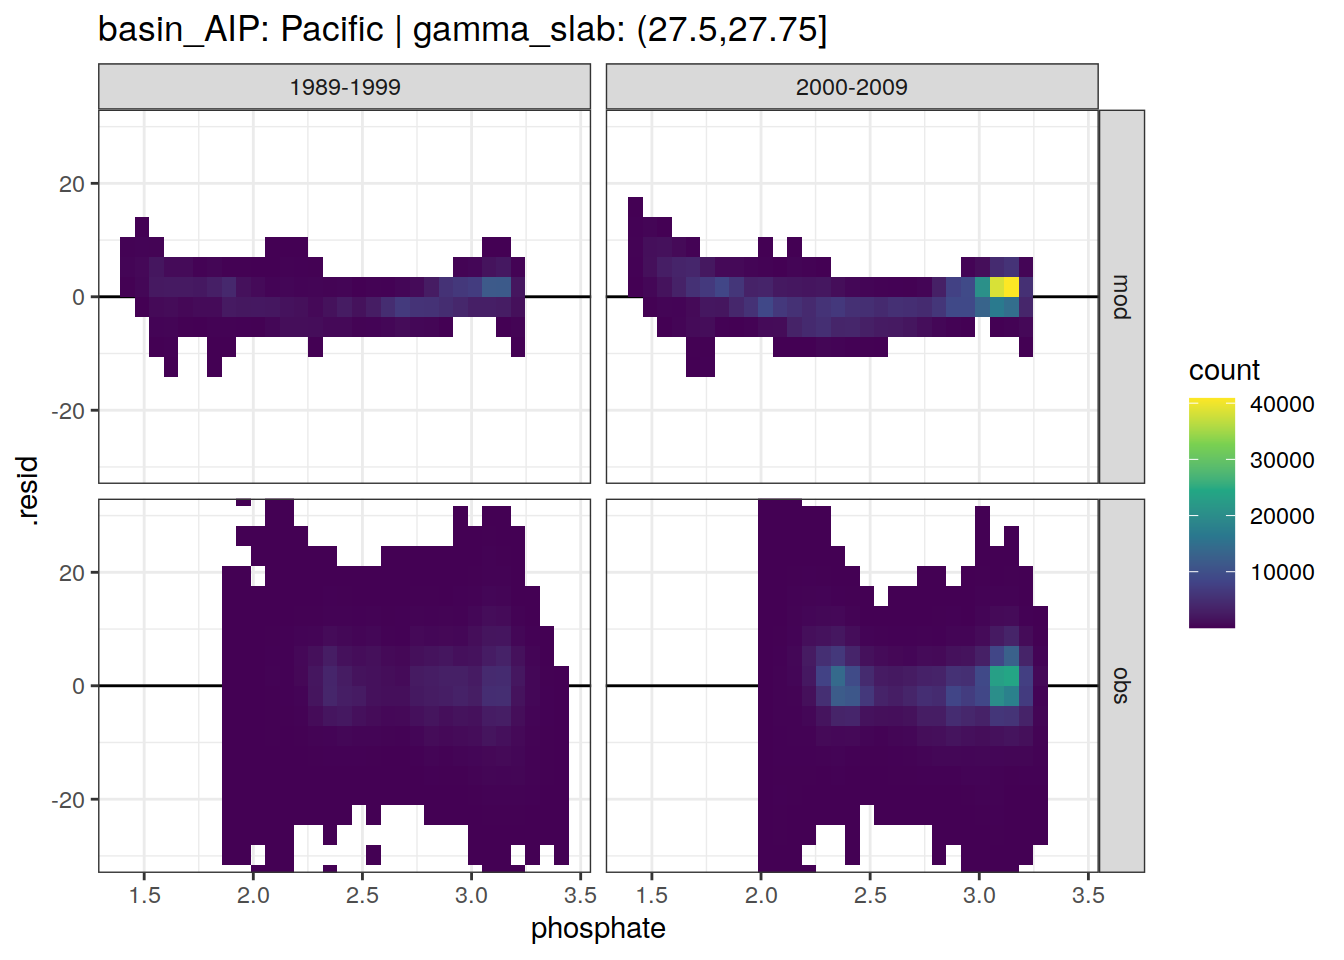 basin_AIP: Pacific | gamma_slab: (27.5,27.75]
1989-1999
2000-2009
20
0
-20
mod
20
0
-20
obs
.resid
1.5 2.0 2.5 3.0 3.5
1.5 2.0 2.5 3.0 3.5
phosphate
count
40000
30000
20000
10000